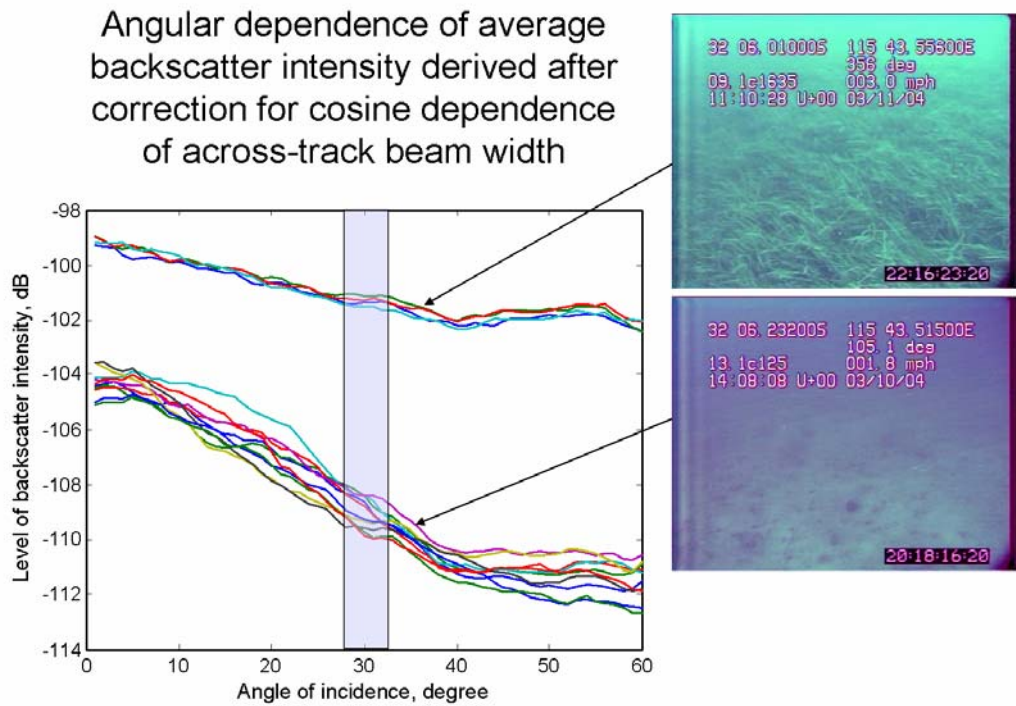 Angular dependence of average
backscatter intensity derived after
correction for cosine dependence
of across-track beam width
32 06.01000S 115 43.55600E
356 deg
09.1c1635 003.0 mph
11:10:28 U+00 03/11/04
22:16:23:20
32 06.23200S 115 43.51500E
105.1 deg
13.1c125 001.8 mph
14:08:08 U+00 03/10/04
20:18:16:20
Level of backscatter intensity, dB
-98
-100
-102
-104
-106
-108
-110
-112
-114
0 10 20 30 40 50 60
Angle of incidence, degree